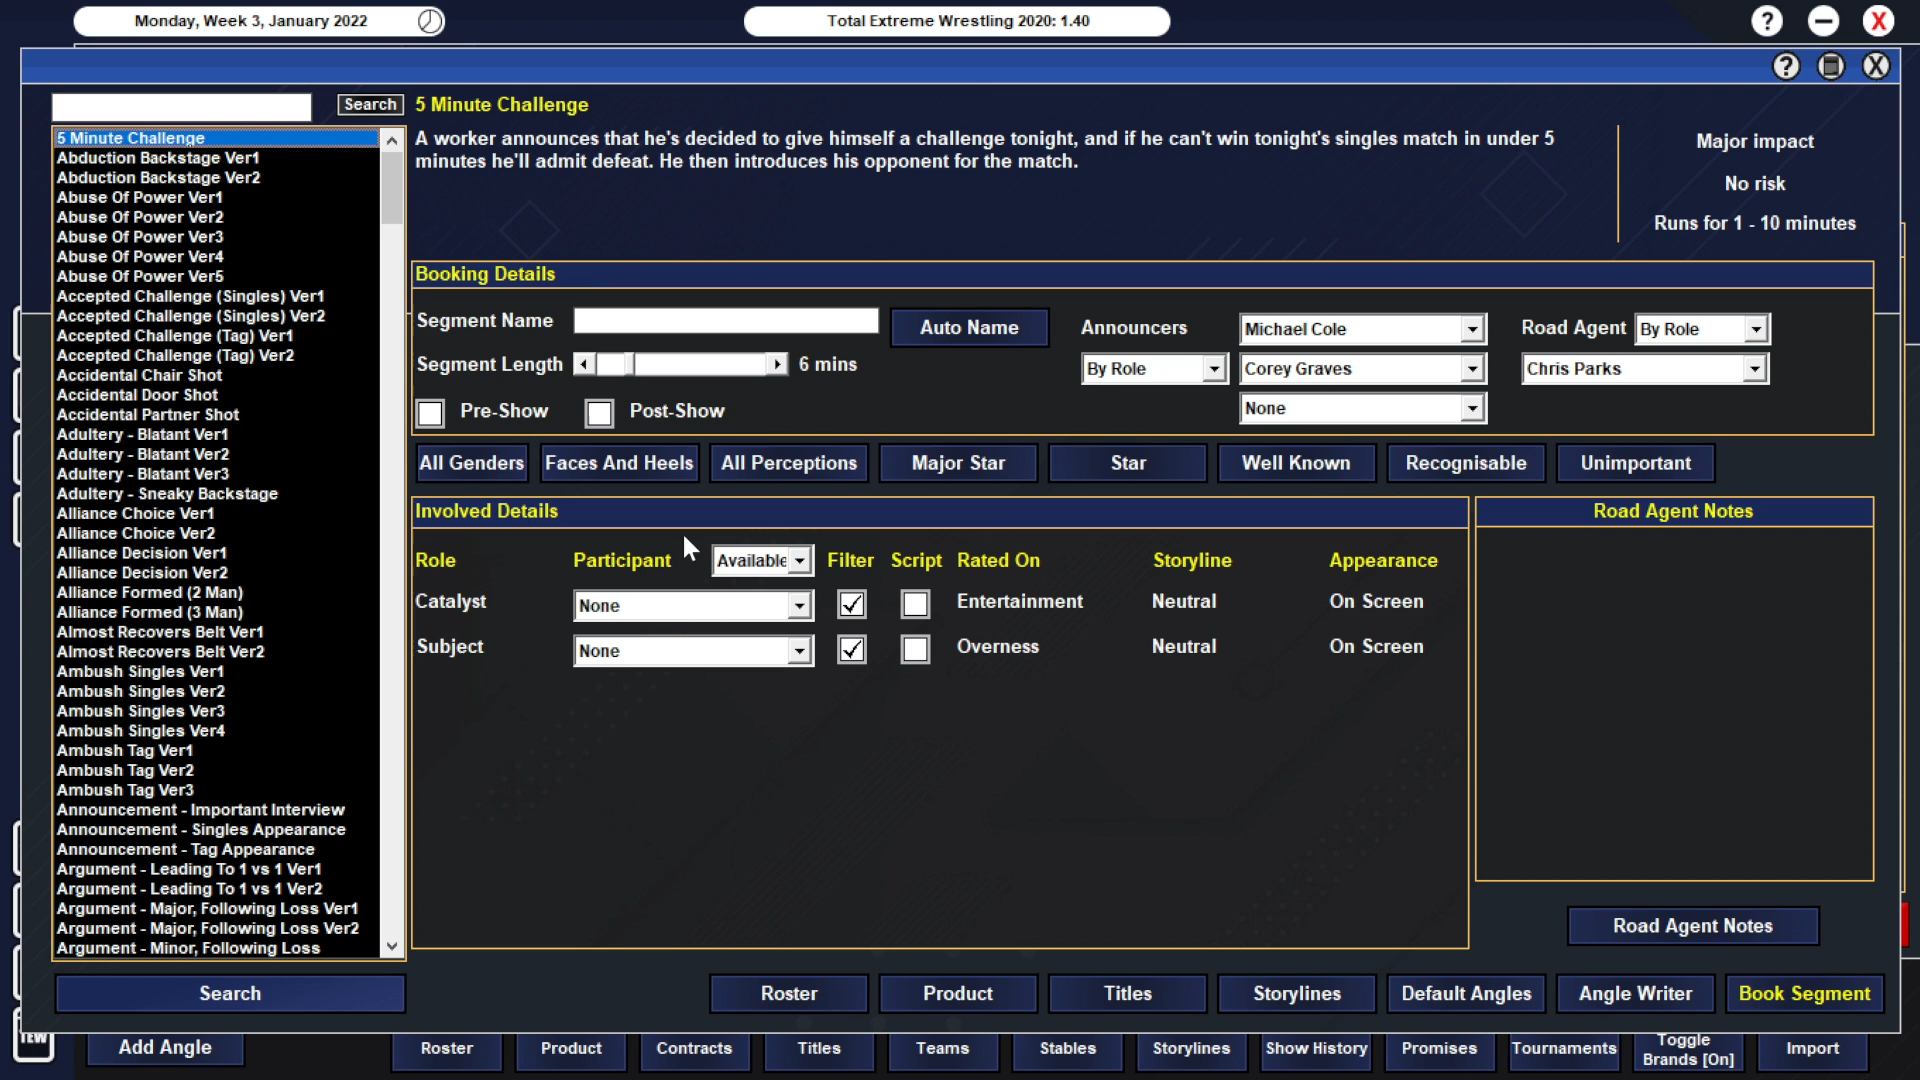 Monday, Week 3, January 2022
Total Extreme Wrestling 2020: 1.40
?
X
?
X
Search
5 Minute Challenge
A worker announces that he's decided to give himself a challenge tonight, and if he can't win tonight's singles match in under 5
minutes he'll admit defeat. He then introduces his opponent for the match.
Major impact
No risk
Runs for 1 - 10 minutes
5 Minute Challenge
Abduction Backstage Ver1
Abduction Backstage Ver2
Abuse Of Power Ver1
Abuse Of Power Ver2
Abuse Of Power Ver3
Abuse Of Power Ver4
Abuse Of Power Ver5
Accepted Challenge (Singles) Ver1
Accepted Challenge (Singles) Ver2
Accepted Challenge (Tag) Ver1
Accepted Challenge (Tag) Ver2
Accidental Chair Shot
Accidental Door Shot
Accidental Partner Shot
Adultery - Blatant Ver1
Adultery - Blatant Ver2
Adultery - Blatant Ver3
Adultery - Sneaky Backstage
Alliance Choice Ver1
Alliance Choice Ver2
Alliance Decision Ver1
Alliance Decision Ver2
Alliance Formed (2 Man)
Alliance Formed (3 Man)
Almost Recovers Belt Ver1
Almost Recovers Belt Ver2
Ambush Singles Ver1
Ambush Singles Ver2
Ambush Singles Ver3
Ambush Singles Ver4
Ambush Tag Ver1
Ambush Tag Ver2
Ambush Tag Ver3
Announcement - Important Interview
Announcement - Singles Appearance
Announcement - Tag Appearance
Argument - Leading To 1 vs 1 Ver1
Argument - Leading To 1 vs 1 Ver2
Argument - Major, Following Loss Ver1
Argument - Major, Following Loss Ver2
Argument - Minor, Following Loss
Search
Booking Details
Segment Name
Auto Name
Announcers
Michael Cole
Road Agent
By Role
Segment Length
6 mins
By Role
Corey Graves
Chris Parks
Pre-Show
Post-Show
None
All Genders
Faces And Heels
All Perceptions
Major Star
Star
Well Known
Recognisable
Unimportant
Involved Details
Road Agent Notes
Role
Participant
Available
Filter
Script
Rated On
Storyline
Appearance
Catalyst
None
Entertainment
Neutral
On Screen
Subject
None
Overness
Neutral
On Screen
Road Agent Notes
Roster
Product
Titles
Storylines
Default Angles
Angle Writer
Book Segment
TEW
Add Angle
Roster
Product
Contracts
Titles
Teams
Stables
Storylines
Show History
Promises
Tournaments
Toggle
Brands [On]
Import